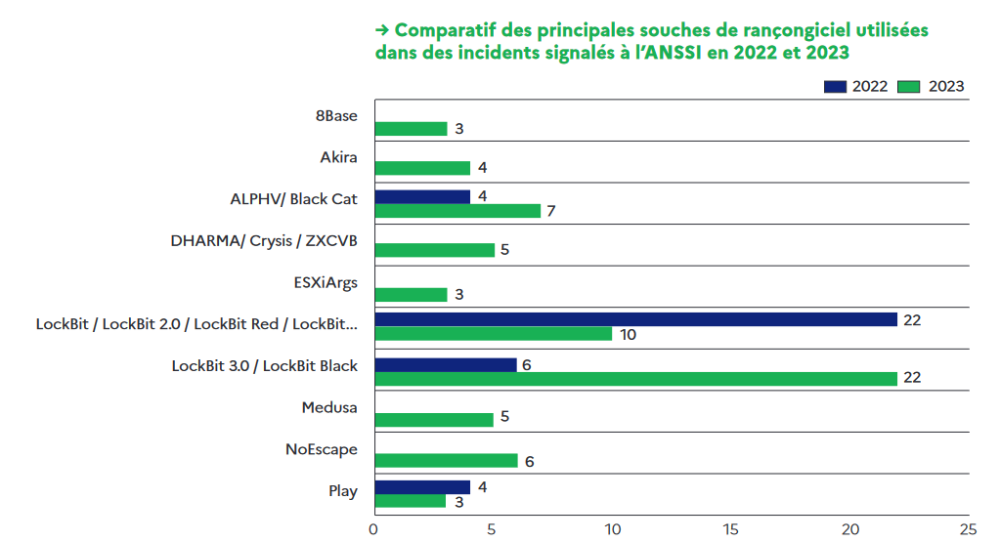 → Comparatif des principales souches de rançongiciel utilisées
dans des incidents signalés à l'ANSSI en 2022 et 2023
2022 2023
8Base
3
Akira
4
ALPHV/ Black Cat
4
7
DHARMA/ Crysis / ZXCVB
5
ESXiArgs
3
LockBit / LockBit 2.0 / LockBit Red / LockBit...
22
10
LockBit 3.0 / LockBit Black
6
22
Medusa
5
NoEscape
6
Play
4
3
0 5 10 15 20 25